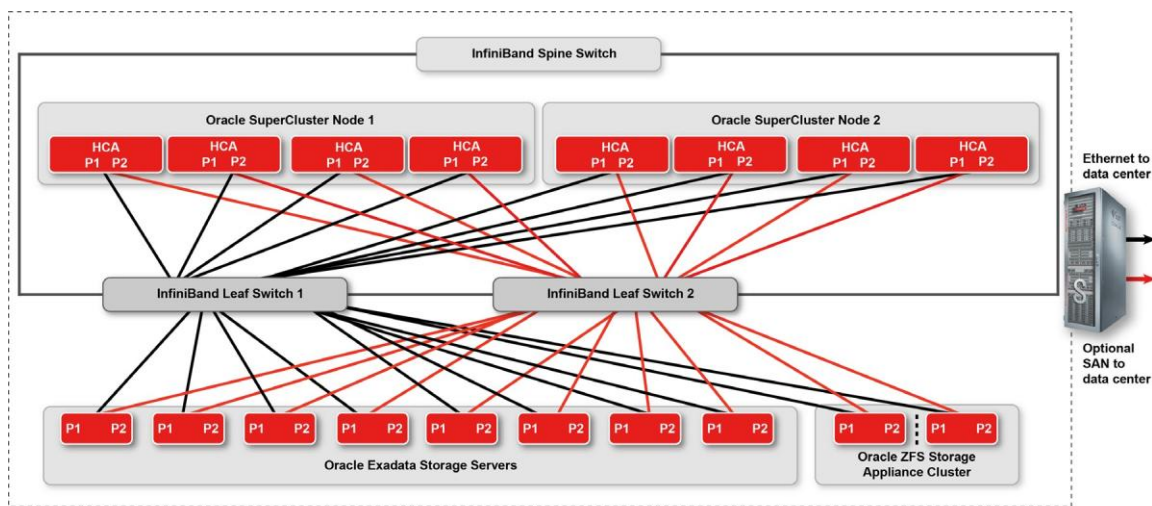 InfiniBand Spine Switch
Oracle SuperCluster Node 1
Oracle SuperCluster Node 2
HCA
P1 P2
HCA
P1 P2
HCA
P1 P2
HCA
P1 P2
HCA
P1 P2
HCA
P1 P2
HCA
P1 P2
HCA
P1 P2
Ethernet to
data center
InfiniBand Leaf Switch 1
InfiniBand Leaf Switch 2
Optional
SAN to
data center
P1 P2
P1 P2
P1 P2
P1 P2
P1 P2
P1 P2
P1 P2
P1 P2
Oracle Exadata Storage Servers
P1 P2
P1 P2
Oracle ZFS Storage
Appliance Cluster